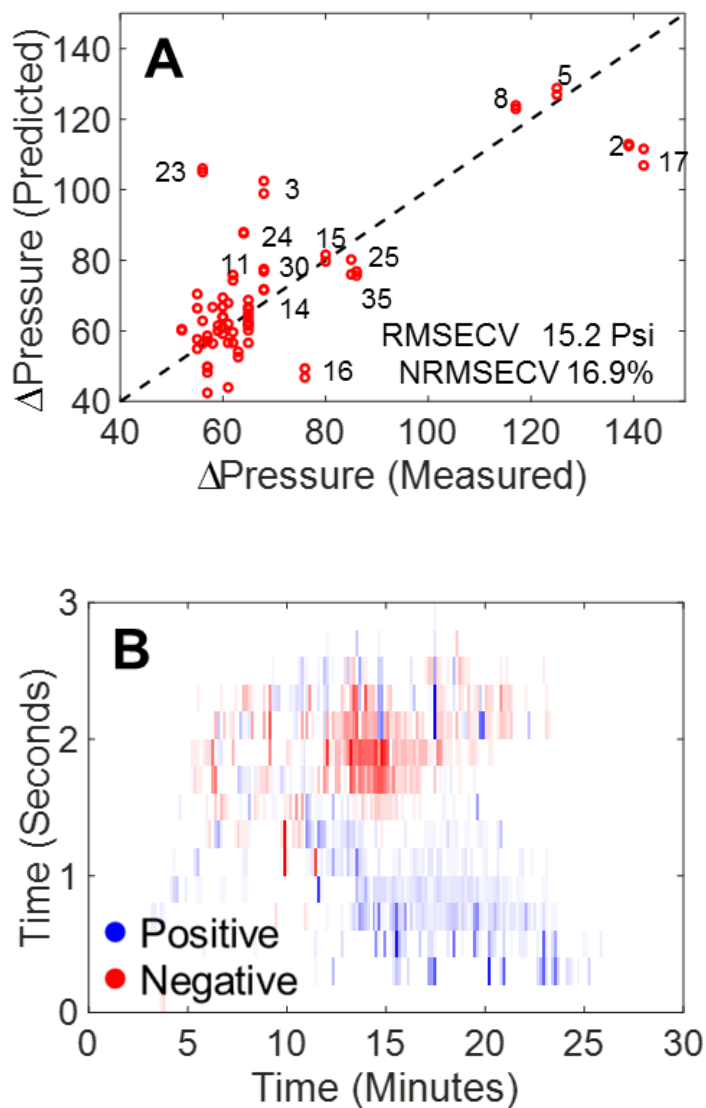 A
150
140
120
100
80
60
40
ΔPressure (Predicted)
5
8
2
17
23
3
24
15
25
11
30
14
35
16
RMSECV 15.2 Psi
NRMSECV 16.9%
40 60 80 100 120 140
ΔPressure (Measured)
B
3
2
1
0
Time (Seconds)
Positive
Negative
0 5 10 15 20 25 30
Time (Minutes)